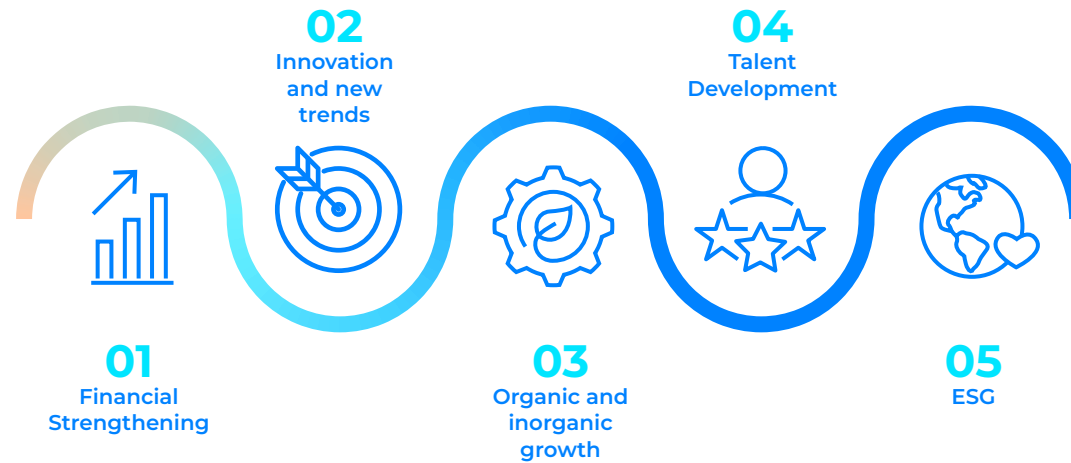 01
Financial
Strengthening
02
Innovation
and new
trends
03
Organic and
inorganic
growth
04
Talent
Development
05
ESG